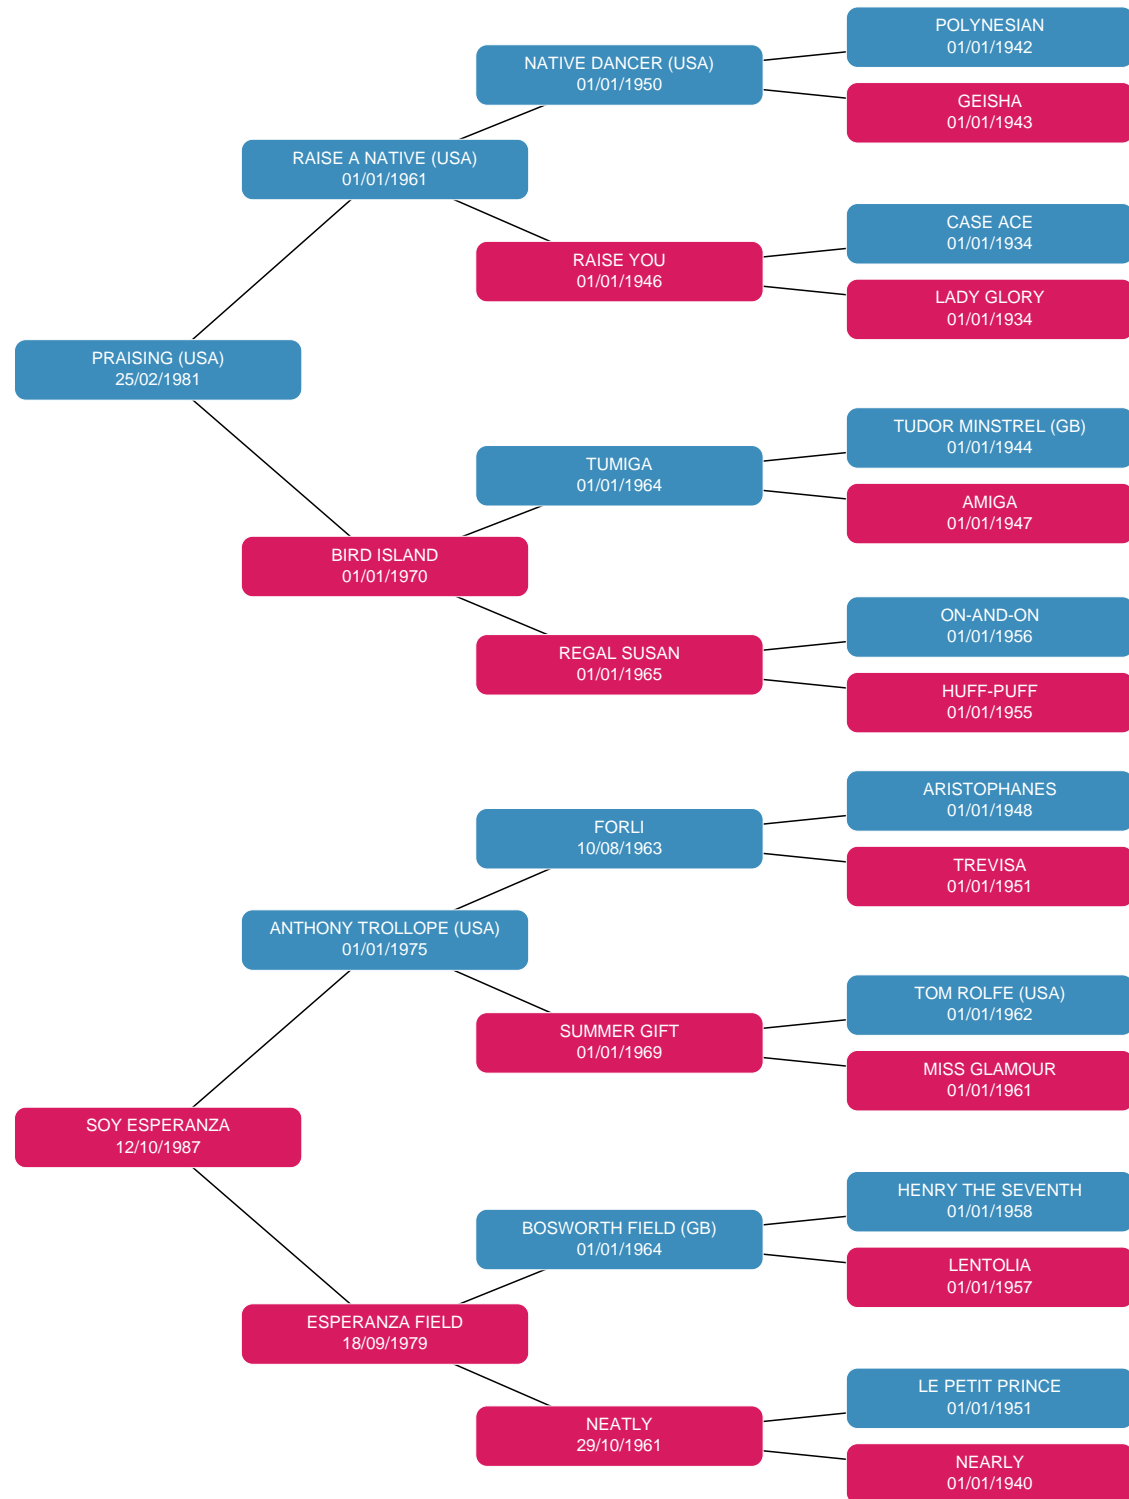 POLYNESIAN
01/01/1942
NATIVE DANCER (USA)
01/01/1950
GEISHA
01/01/1943
RAISE A NATIVE (USA)
01/01/1961
CASE ACE
01/01/1934
RAISE YOU
01/01/1946
LADY GLORY
01/01/1934
PRAISING (USA)
25/02/1981
TUDOR MINSTREL (GB)
01/01/1944
TUMIGA
01/01/1964
AMIGA
01/01/1947
BIRD ISLAND
01/01/1970
ON-AND-ON
01/01/1956
REGAL SUSAN
01/01/1965
HUFF-PUFF
01/01/1955
ARISTOPHANES
01/01/1948
FORLI
10/08/1963
TREVISA
01/01/1951
ANTHONY TROLLOPE (USA)
01/01/1975
TOM ROLFE (USA)
01/01/1962
SUMMER GIFT
01/01/1969
MISS GLAMOUR
01/01/1961
SOY ESPERANZA
12/10/1987
HENRY THE SEVENTH
01/01/1958
BOSWORTH FIELD (GB)
01/01/1964
LENTOLIA
01/01/1957
ESPERANZA FIELD
18/09/1979
LE PETIT PRINCE
01/01/1951
NEATLY
29/10/1961
NEARLY
01/01/1940